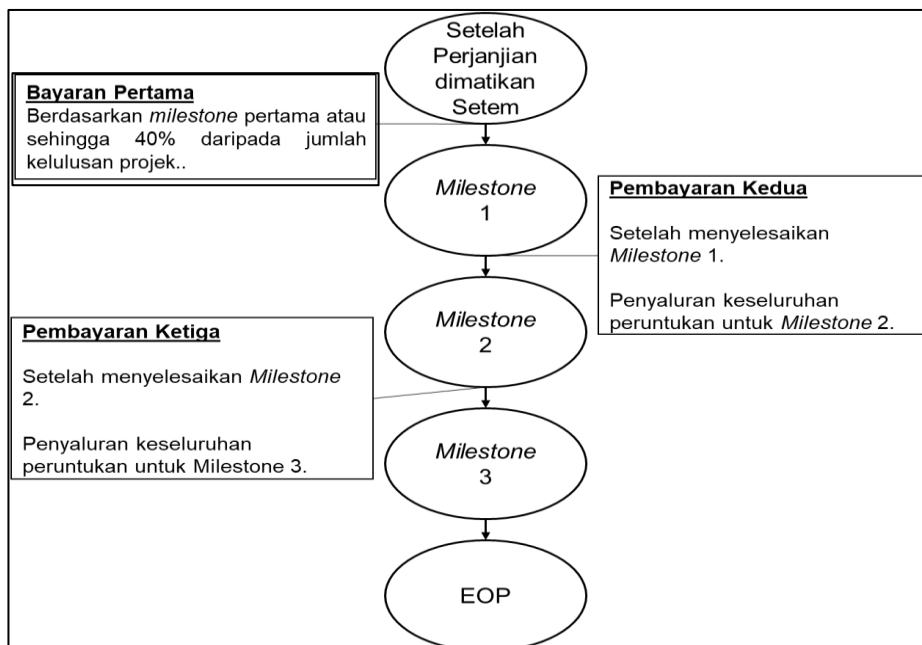 Setelah
Perjanjian
dimatikan
Setem
Bayaran Pertama
Berdasarkan milestone pertama atau
sehingga 40% daripada jumlah
kelulusan projek..
Milestone
1
Pembayaran Kedua
Setelah menyelesaikan
Milestone 1.
Penyaluran keseluruhan
peruntukan untuk Milestone 2.
Milestone
2
Pembayaran Ketiga
Setelah menyelesaikan Milestone
2.
Penyaluran keseluruhan
peruntukan untuk Milestone 3.
Milestone
3
EOP